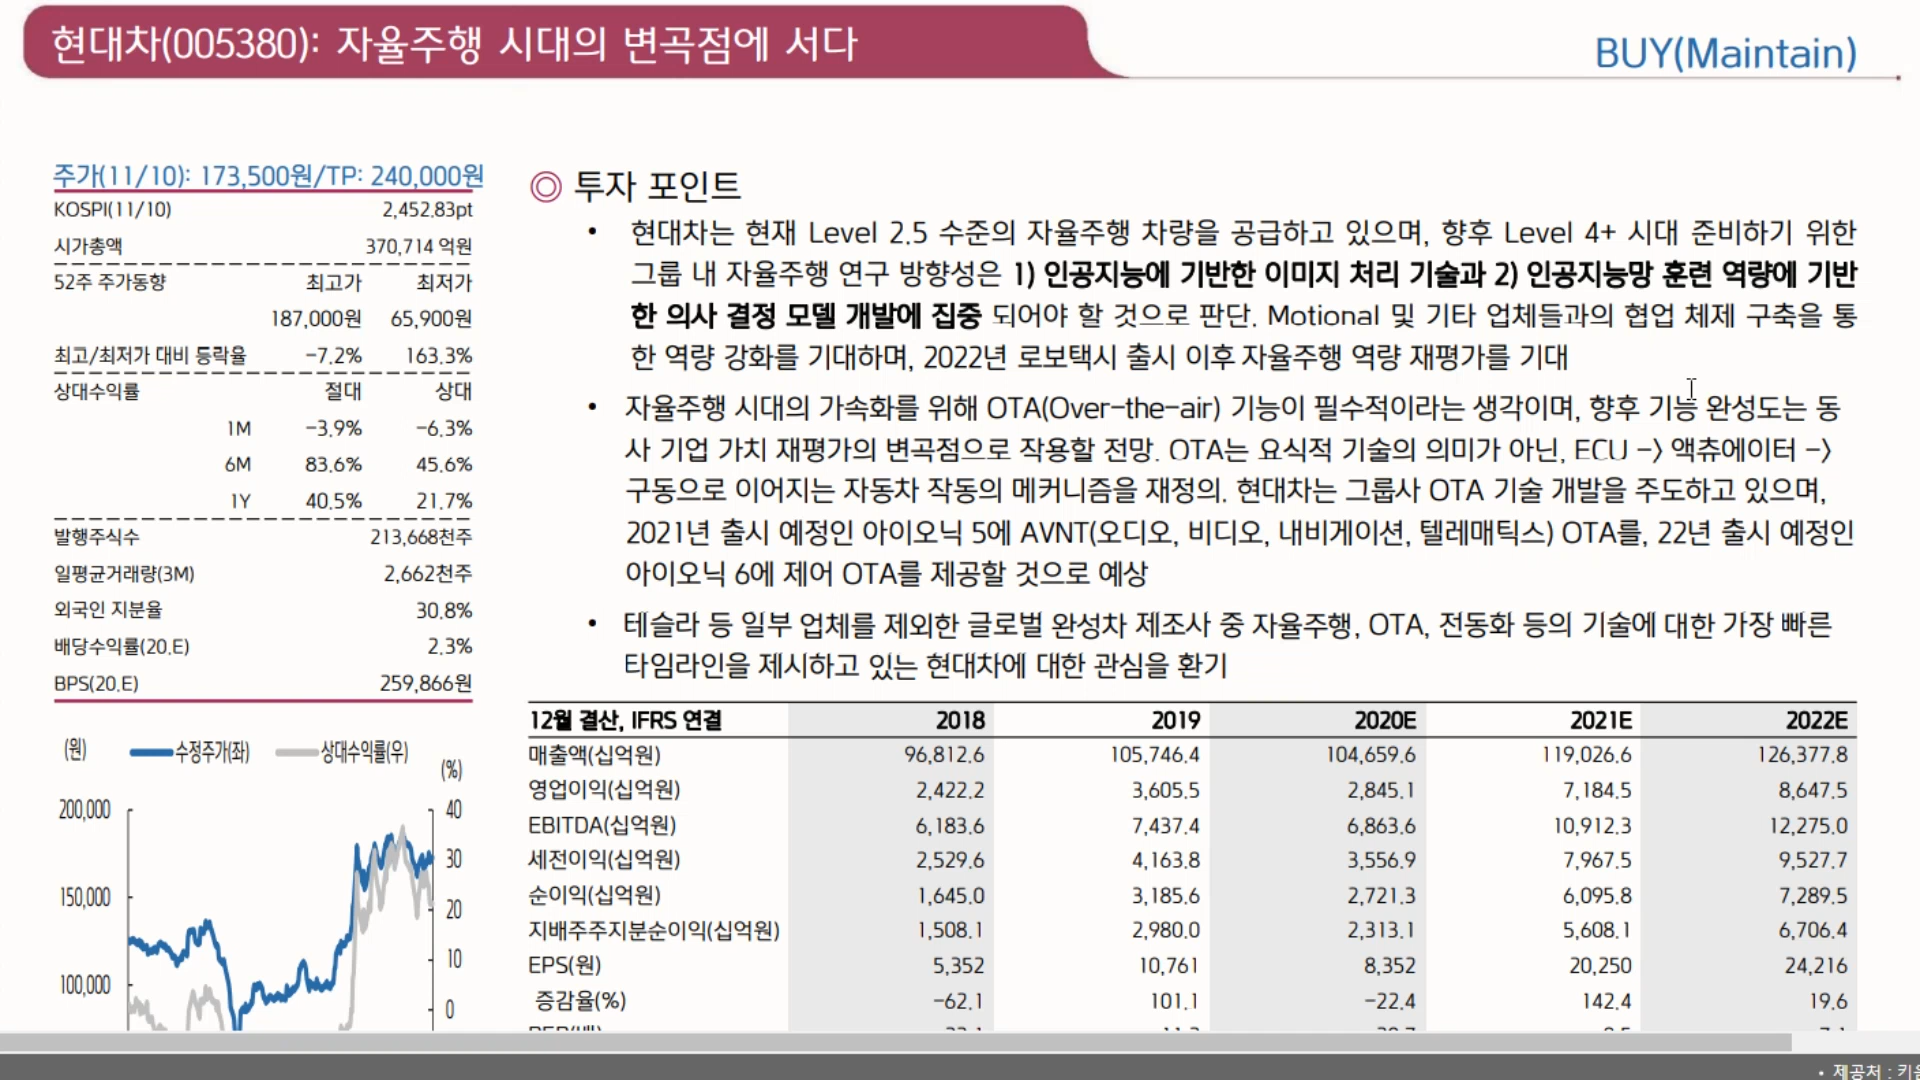 현대차(005380): 자율주행 시대의 변곡점에 서다
BUY(Maintain)
주가(11/10): 173,500원/TP: 240,000원
KOSPI(11/10) 2,452.83pt
시가총액 370,714 억원
52주 주가동향 최고가 최저가
187,000원 65,900원
최고/최저가 대비 등락율 -7.2% 163.3%
상대수익률 절대 상대
1M -3.9% -6.3%
6M 83.6% 45.6%
1Y 40.5% 21.7%
발행주식수 213,668천주
일평균거래량(3M) 2,662천주
외국인 지분율 30.8%
배당수익률(20.E) 2.3%
BPS(20.E) 259,866원
(원) 수정주가(좌) 상대수익률(우) (%)
200,000 40
30
150,000 20
10
100,000 0
◎ 투자 포인트
• 현대차는 현재 Level 2.5 수준의 자율주행 차량을 공급하고 있으며, 향후 Level 4+ 시대 준비하기 위한
그룹 내 자율주행 연구 방향성은 1) 인공지능에 기반한 이미지 처리 기술과 2) 인공지능망 훈련 역량에 기반
한 의사 결정 모델 개발에 집중 되어야 할 것으로 판단. Motional 및 기타 업체들과의 협업 체제 구축을 통
한 역량 강화를 기대하며, 2022년 로보택시 출시 이후 자율주행 역량 재평가를 기대
• 자율주행 시대의 가속화를 위해 OTA(Over-the-air) 기능이 필수적이라는 생각이며, 향후 기능 완성도는 동
사 기업 가치 재평가의 변곡점으로 작용할 전망. OTA는 요식적 기술의 의미가 아닌, ECU -> 액츄에이터 ->
구동으로 이어지는 자동차 작동의 메커니즘을 재정의. 현대차는 그룹사 OTA 기술 개발을 주도하고 있으며,
2021년 출시 예정인 아이오닉 5에 AVNT(오디오, 비디오, 내비게이션, 텔레매틱스) OTA를, 22년 출시 예정인
아이오닉 6에 제어 OTA를 제공할 것으로 예상
• 테슬라 등 일부 업체를 제외한 글로벌 완성차 제조사 중 자율주행, OTA, 전동화 등의 기술에 대한 가장 빠른
타임라인을 제시하고 있는 현대차에 대한 관심을 환기
12월 결산, IFRS 연결 2018 2019 2020E 2021E 2022E
매출액(십억원) 96,812.6 105,746.4 104,659.6 119,026.6 126,377.8
영업이익(십억원) 2,422.2 3,605.5 2,845.1 7,184.5 8,647.5
EBITDA(십억원) 6,183.6 7,437.4 6,863.6 10,912.3 12,275.0
세전이익(십억원) 2,529.6 4,163.8 3,556.9 7,967.5 9,527.7
순이익(십억원) 1,645.0 3,185.6 2,721.3 6,095.8 7,289.5
지배주주지분순이익(십억원) 1,508.1 2,980.0 2,313.1 5,608.1 6,706.4
EPS(원) 5,352 10,761 8,352 20,250 24,216
증감율(%) -62.1 101.1 -22.4 142.4 19.6
• 제공처 : 키움